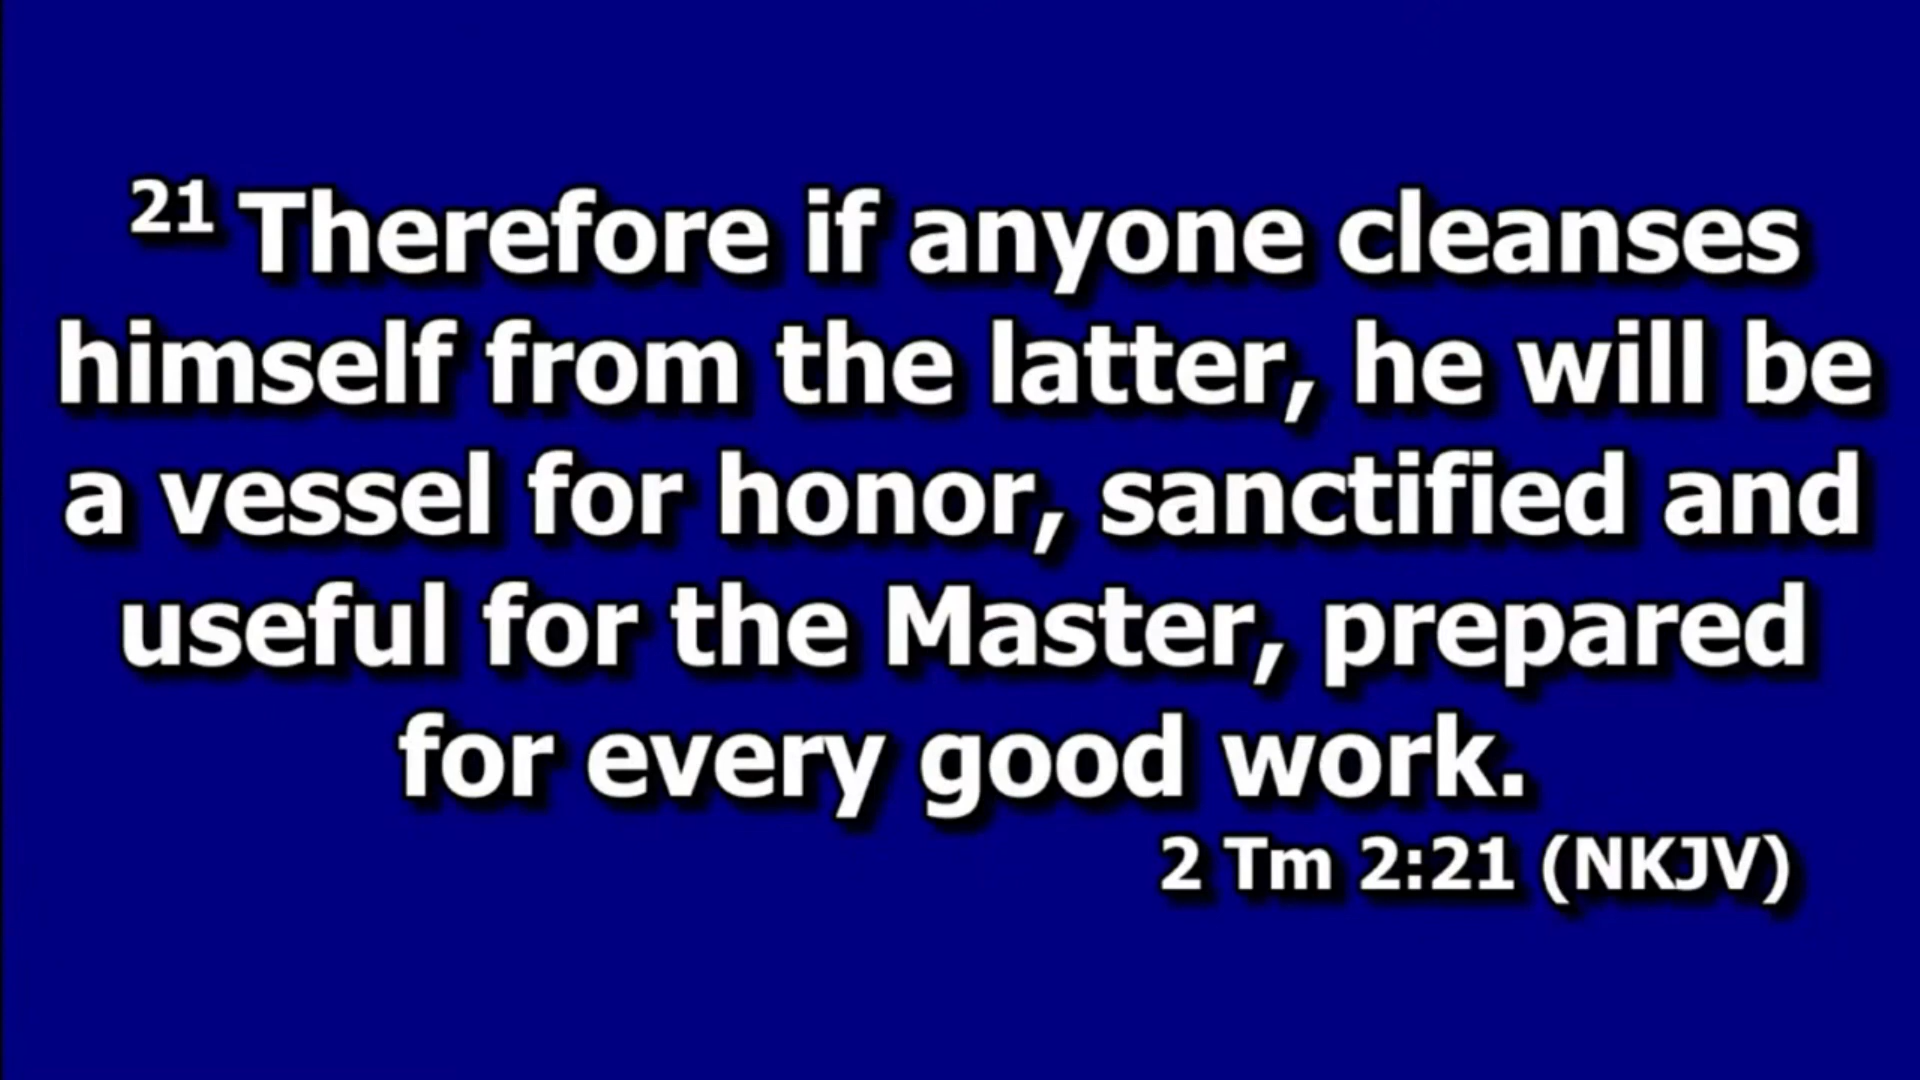 21 Therefore if anyone cleanses
himself from the latter, he will be
a vessel for honor, sanctified and
useful for the Master, prepared
for every good work.
2 Tm 2:21 (NKJV)